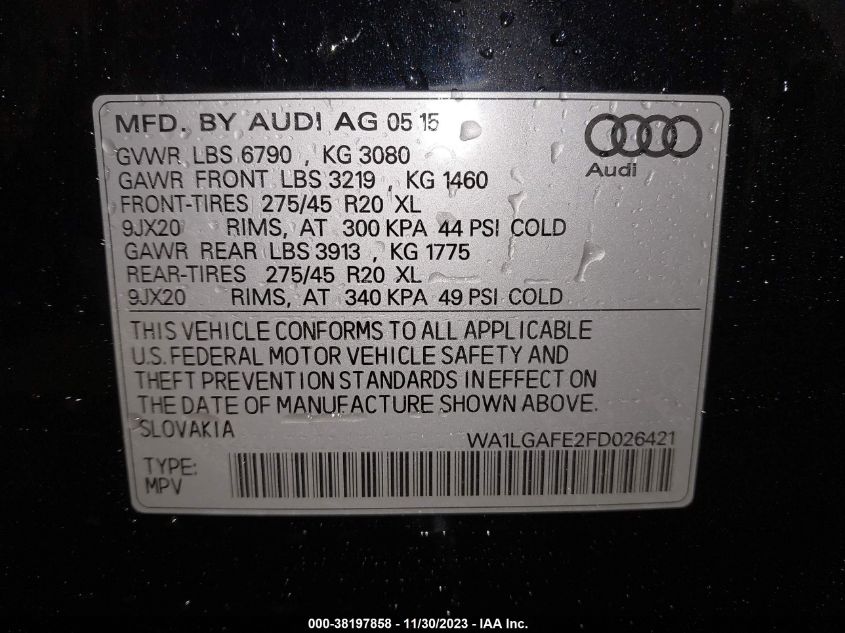 MFD. BY AUDI AG 05 15
Audi
GVWR LBS 6790 , KG 3080
GAWR FRONT LBS 3219 , KG 1460
FRONT-TIRES 275/45 R20 XL
9JX20 RIMS, AT 300 KPA 44 PSI COLD
GAWR REAR LBS 3913 , KG 1775
REAR-TIRES 275/45 R20 XL
9JX20 RIMS, AT 340 KPA 49 PSI COLD
THIS VEHICLE CONFORMS TO ALL APPLICABLE
U.S. FEDERAL MOTOR VEHICLE SAFETY AND
THEFT PREVENTION STANDARDS IN EFFECT ON
THE DATE OF MANUFACTURE SHOWN ABOVE.
SLOVAKIA
WA1LGAFE2FD026421
TYPE:
MPV
000-38197858 - 11/30/2023 - IAA Inc.